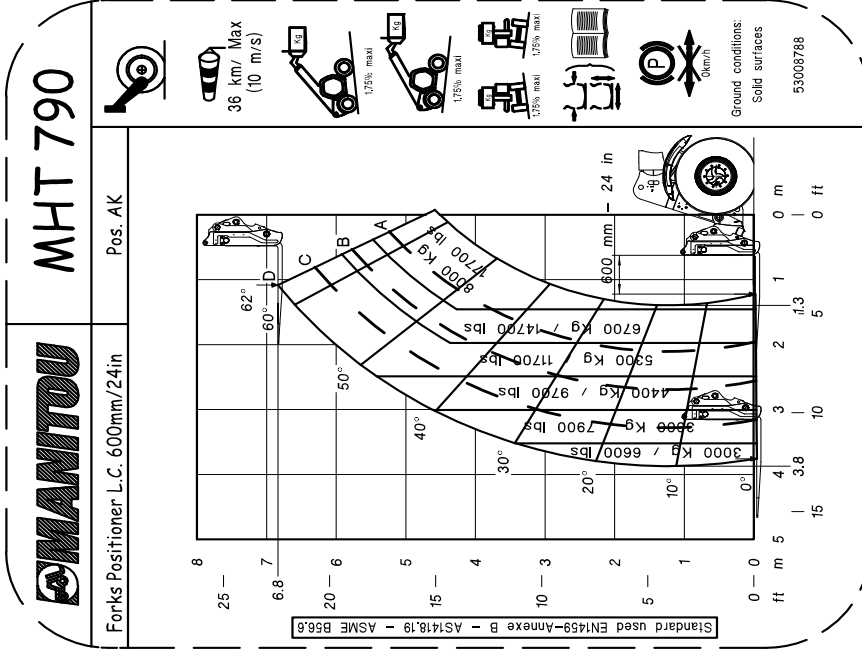 MANITOU
MHT 790
Forks Positioner L.C. 600mm/24in
Pos. AK
36 km/ Max
(10 m/s)
Kg
1,75% maxi
Kg
1,75% maxi
Kg
1,75% maxi
Kg
1,75% maxi
P
0km/h
Ground conditions:
Solid surfaces
53008788
Standard used EN1459-Annexe B - AS1418.19 - ASME B56.6
25
20
15
10
5
0
ft
8
7
6.8
6
5
4
3
2
1
0
m
62°
60°
50°
40°
30°
20°
10°
0°
D
C
B
A
8000 Kg
17700 lbs
6700 Kg / 14700 lbs
5300 Kg / 11700 lbs
4400 Kg / 9700 lbs
Kg / 7900 lbs
3000 Kg / 6600 lbs
600 mm - 24 in
5
4
3.8
3
2
1.3
1
0 m
15
10
5
0 ft